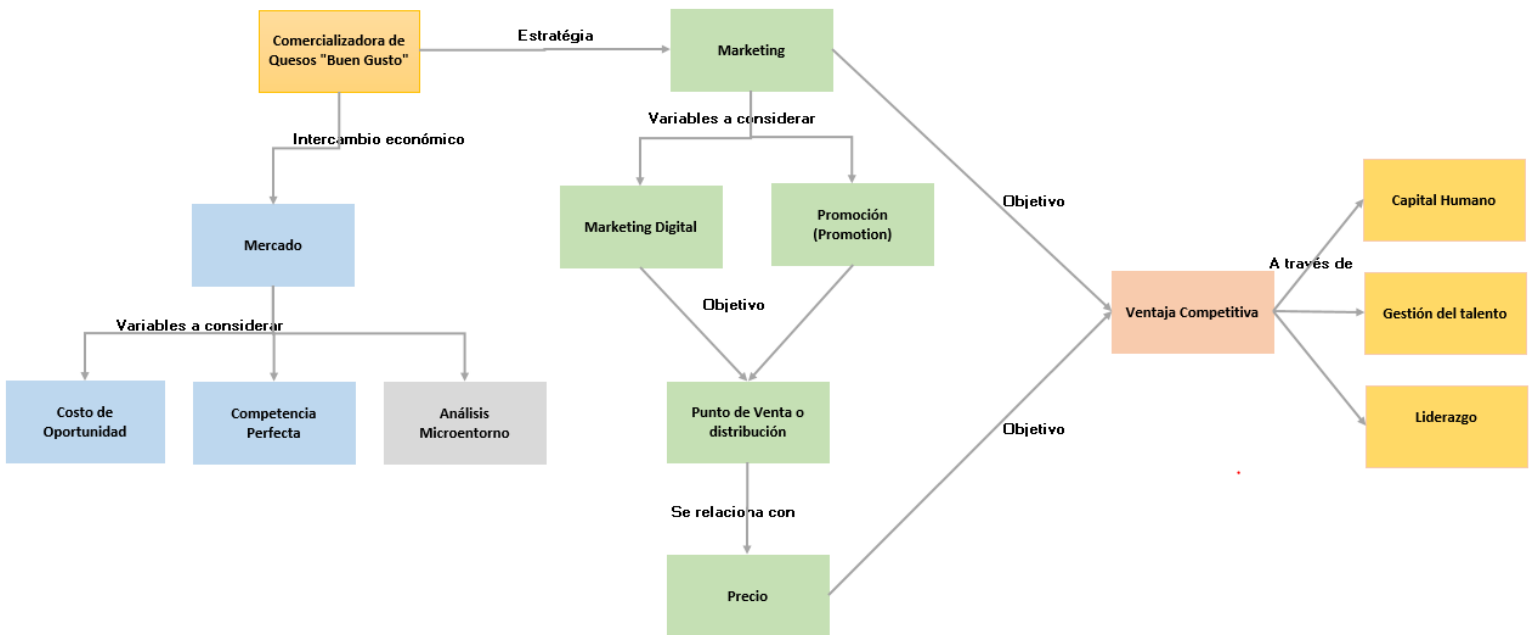 Comercializadora de
Quesos "Buen Gusto"
Estratégia
Marketing
Intercambio económico
Variables a considerar
Mercado
Marketing Digital
Promoción
(Promotion)
Objetivo
Capital Humano
A través de
Ventaja Competitiva
Gestión del talento
Liderazgo
Variables a considerar
Objetivo
Costo de
Oportunidad
Competencia
Perfecta
Análisis
Microentorno
Punto de Venta o
distribución
Objetivo
Se relaciona con
Precio